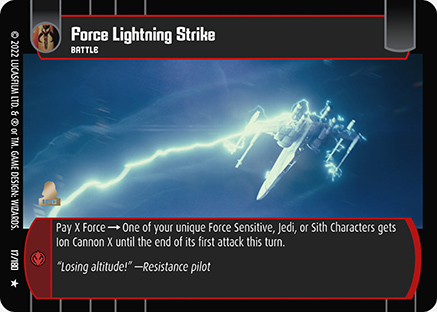 Force Lightning Strike
BATTLE
Pay X Force → One of your unique Force Sensitive, Jedi, or Sith Characters gets
Ion Cannon X until the end of its first attack this turn.
"Losing altitude!" —Resistance pilot
©2022 LUCASFILM LTD. & ® or TM. GAME DESIGN: WIZARDS.
17/180 ★